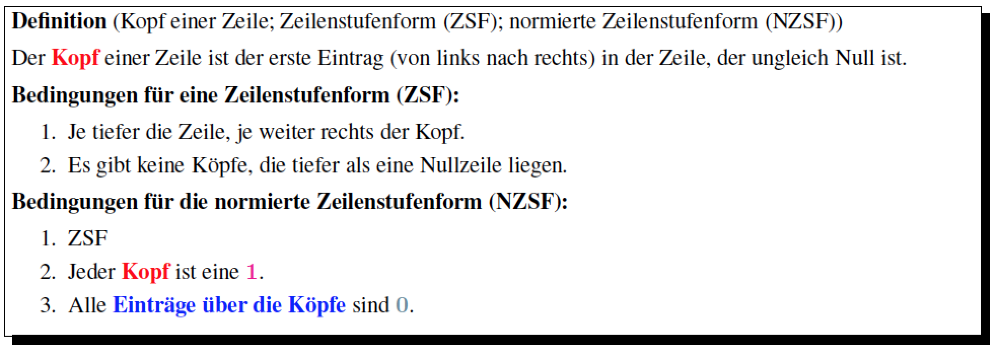 Definition (Kopf einer Zeile; Zeilenstufenform (ZSF); normierte Zeilenstufenform (NZSF))
Der Kopf einer Zeile ist der erste Eintrag (von links nach rechts) in der Zeile, der ungleich Null ist.
Bedingungen für eine Zeilenstufenform (ZSF):
1. Je tiefer die Zeile, je weiter rechts der Kopf.
2. Es gibt keine Köpfe, die tiefer als eine Nullzeile liegen.
Bedingungen für die normierte Zeilenstufenform (NZSF):
1. ZSF
2. Jeder Kopf ist eine 1.
3. Alle Einträge über die Köpfe sind 0.